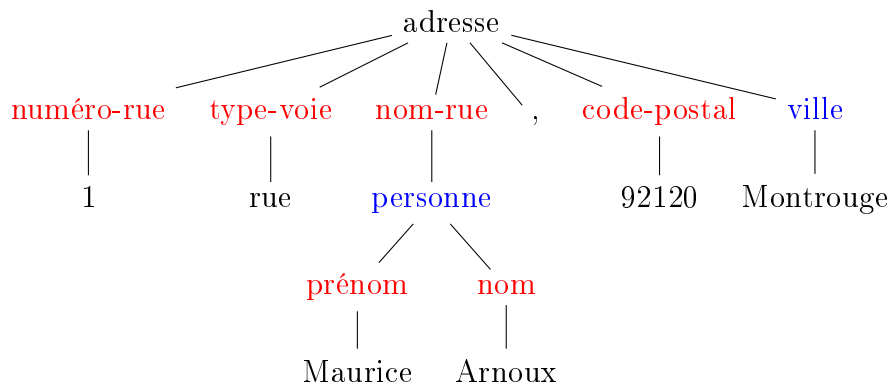 adresse
numéro-rue type-voie nom-rue , code-postal ville
1 rue personne 92120 Montrouge
prénom nom
Maurice Arnoux